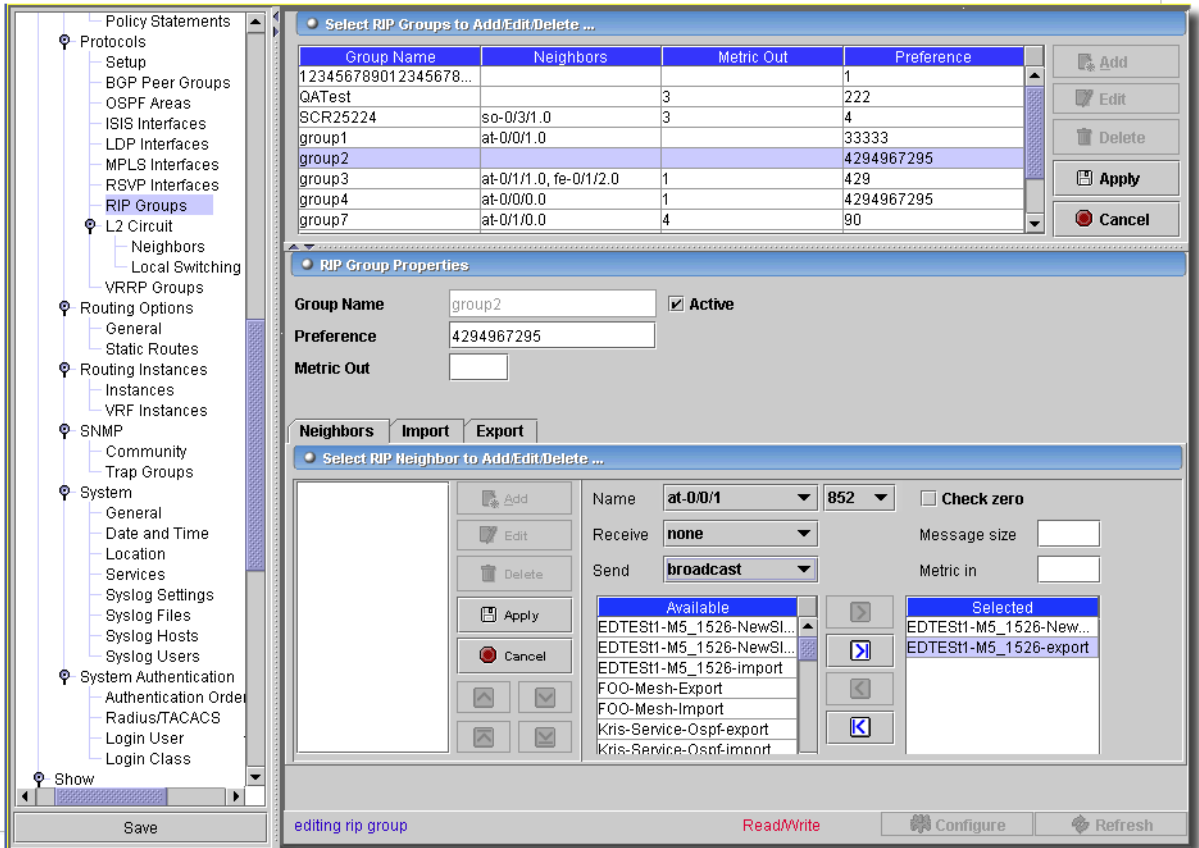 Policy Statements
Protocols
Setup
BGP Peer Groups
OSPF Areas
ISIS Interfaces
LDP Interfaces
MPLS Interfaces
RSVP Interfaces
RIP Groups
L2 Circuit
Neighbors
Local Switching
VRRP Groups
Routing Options
General
Static Routes
Routing Instances
Instances
VRF Instances
SNMP
Community
Trap Groups
System
General
Date and Time
Location
Services
Syslog Settings
Syslog Files
Syslog Hosts
Syslog Users
System Authentication
Authentication Order
Radius/TACACS
Login User
Login Class
Show
Save
Select RIP Groups to Add/Edit/Delete ...
Group Name Neighbors Metric Out Preference
123456789012345678... 1
QATest 3 222
SCR25224 so-0/3/1.0 3 4
group1 at-0/0/1.0 33333
group2 4294967295
group3 at-0/1/1.0, fe-0/1/2.0 1 429
group4 at-0/0/0.0 1 4294967295
group7 at-0/1/0.0 4 90
Add
Edit
Delete
Apply
Cancel
RIP Group Properties
Group Name group2 Active
Preference 4294967295
Metric Out
Neighbors Import Export
Select RIP Neighbor to Add/Edit/Delete ...
Add
Edit
Delete
Apply
Cancel
Name at-0/0/1 852 Check zero
Receive none Message size
Send broadcast Metric in
Available
EDTESt1-M5_1526-NewSI...
EDTESt1-M5_1526-NewSI...
EDTESt1-M5_1526-import
FOO-Mesh-Export
FOO-Mesh-Import
Kris-Service-Ospf-export
Kris-Service-Ospf-import
Selected
EDTESt1-M5_1526-New...
EDTESt1-M5_1526-export
editing rip group Read/Write Configure Refresh